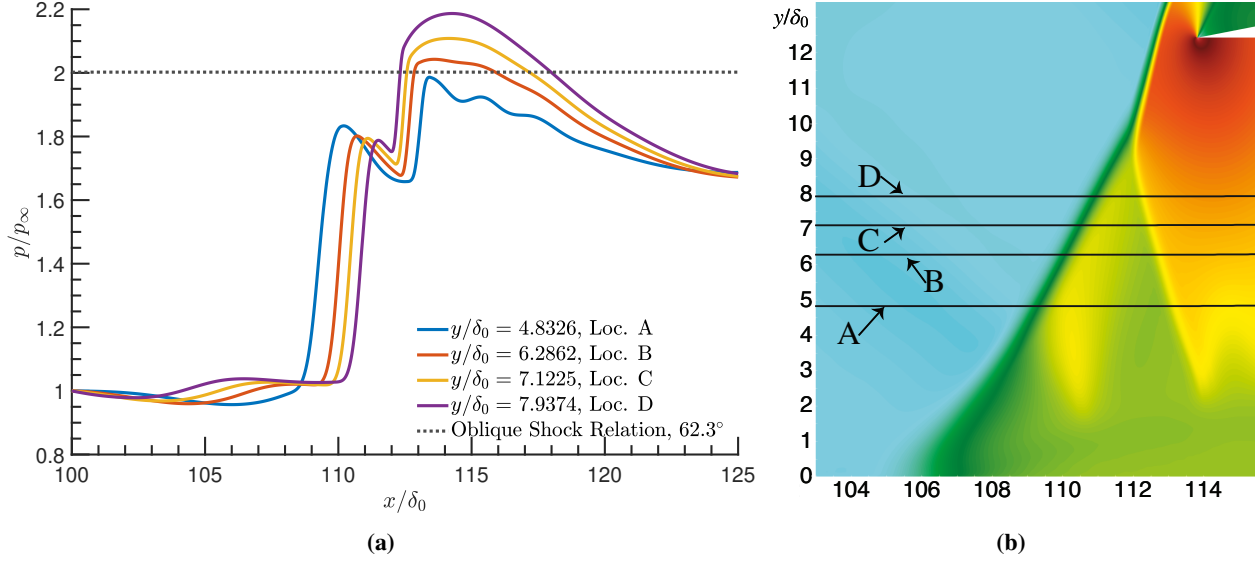 2.2
2
1.8
1.6
1.4
1.2
1
0.8
p/p∞
100
105
110
115
120
125
x/δ0
y/δ0 = 4.8326, Loc. A
y/δ0 = 6.2862, Loc. B
y/δ0 = 7.1225, Loc. C
y/δ0 = 7.9374, Loc. D
Oblique Shock Relation, 62.3°
(a)
y/δ0
12
11
10
9
8
7
6
5
4
3
2
1
0
D
C
B
A
104
106
108
110
112
114
(b)